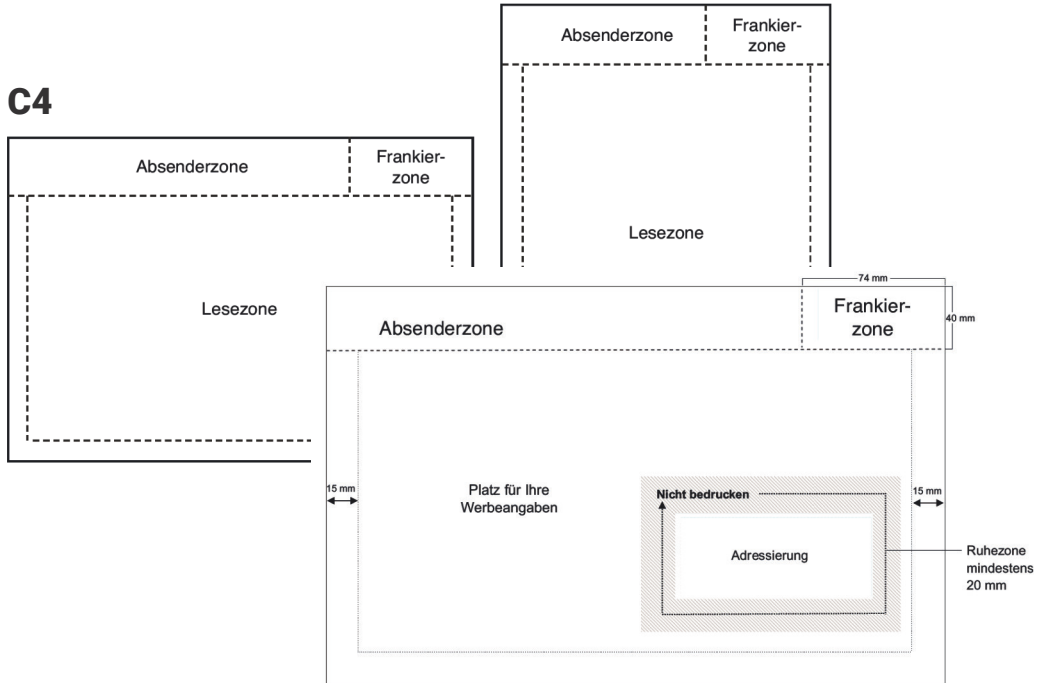 Absenderzone
Frankier-
zone
Lesezone
C4
Absenderzone
Frankier-
zone
Lesezone
74 mm
Absenderzone
Frankier-
zone
40 mm
15 mm
Platz für Ihre
Werbeangaben
Nicht bedrucken
Adressierung
15 mm
Ruhezone
mindestens
20 mm